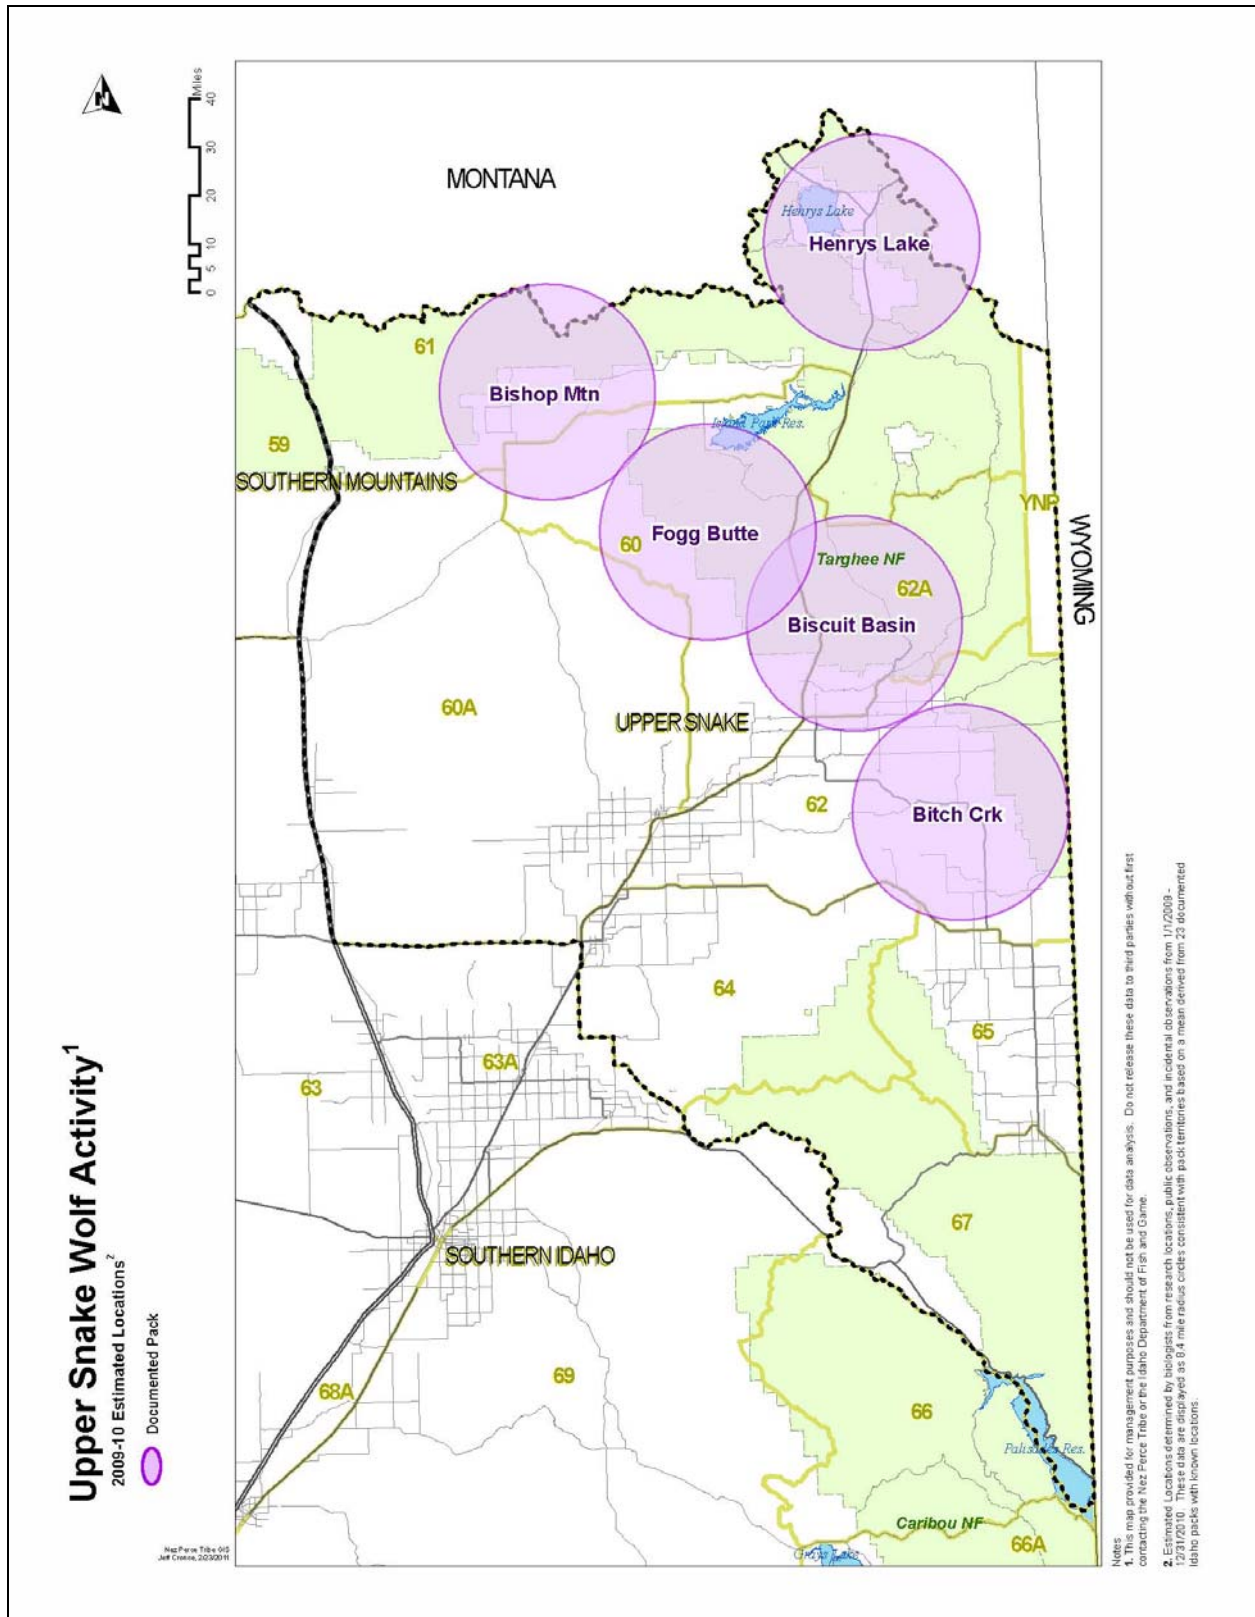 Upper Snake Wolf Activity1
2009-10 Estimated Locations2
Documented Pack
0 5 10 20 30 40
Miles
N
MONTANA
WYOMING
SOUTHERN MOUNTAINS
UPPER SNAKE
SOUTHERN IDAHO
Henrys Lake
Henrys Lake
Bishop Mtn
Island Park Res.
Fogg Butte
Targhee NF
Biscuit Basin
Bitch Crk
YNP
59
61
60
60A
62A
62
64
65
63
63A
67
68A
69
66
66A
Palisades Res.
Caribou NF
Grays Lake
Nez Perce Tribe GIS
Jeff Cronce, 2/23/2011
Notes
1. This map provided for management purposes and should not be used for data analysis. Do not release these data to third parties without first
contacting the Nez Perce Tribe or the Idaho Department of Fish and Game.
2. Estimated Locations determined by biologists from research locations, public observations, and incidental observations from 1/1/2009 -
12/31/2010. These data are displayed as 8.4 mile radius circles consistent with pack territories based on a mean derived from 23 documented
Idaho packs with known locations.